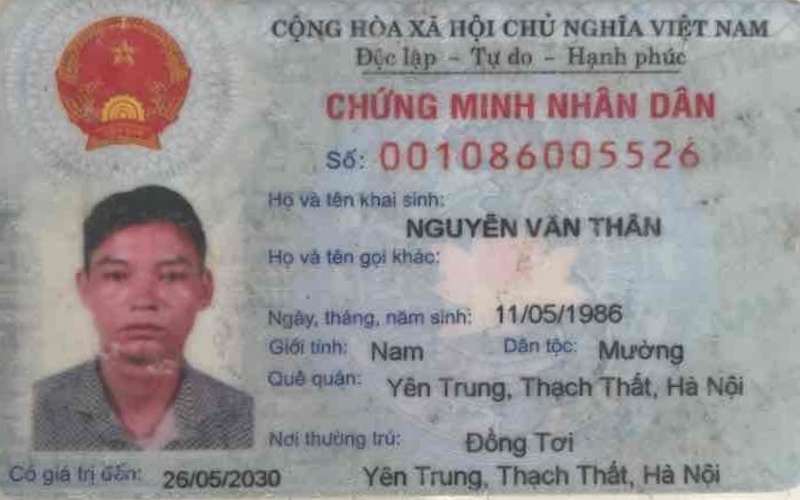 CỘNG HÒA XÃ HỘI CHỦ NGHĨA VIỆT NAM
Độc lập - Tự do - Hạnh phúc
CHỨNG MINH NHÂN DÂN
Số: 001086005526
Họ và tên khai sinh:
NGUYỄN VĂN THÂN
Họ và tên gọi khác:
Ngày, tháng, năm sinh: 11/05/1986
Giới tính: Nam Dân tộc: Mường
Quê quán: Yên Trung, Thạch Thất, Hà Nội
Nơi thường trú: Đồng Tơi
Yên Trung, Thạch Thất, Hà Nội
Có giá trị đến: 26/05/2030